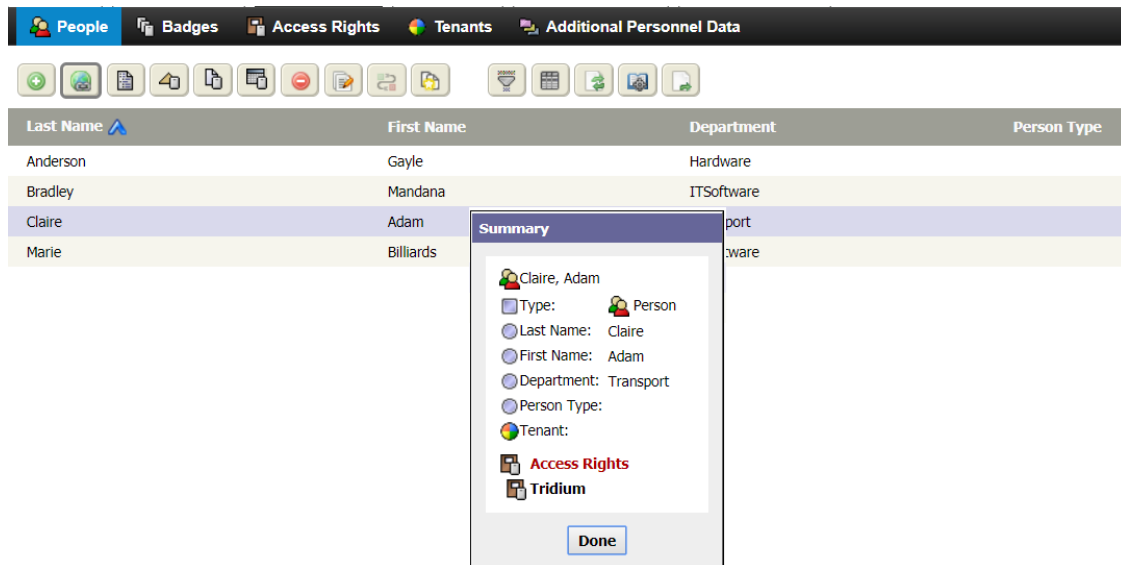 People Badges Access Rights Tenants Additional Personnel Data
Last Name First Name Department Person Type
Anderson Gayle Hardware
Bradley Mandana ITSoftware
Claire Adam port
Marie Billiards ware
Summary
Claire, Adam
Type: Person
Last Name: Claire
First Name: Adam
Department: Transport
Person Type:
Tenant:
Access Rights
Tridium
Done